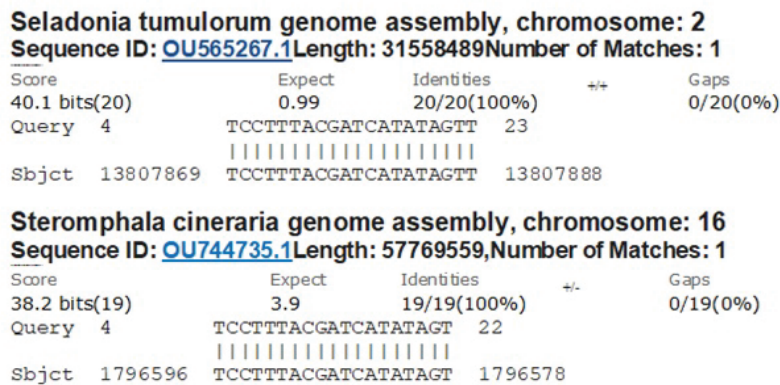 Seladonia tumulorum genome assembly, chromosome: 2
Sequence ID: OU565267.1Length: 31558489Number of Matches: 1
Score Expect Identities +/+ Gaps
40.1 bits(20) 0.99 20/20(100%) 0/20(0%)
Query 4 TCCTTTACGATCATATAGTT 23
||||||||||||||||||||
Sbjct 13807869 TCCTTTACGATCATATAGTT 13807888
Steromphala cineraria genome assembly, chromosome: 16
Sequence ID: OU744735.1Length: 57769559,Number of Matches: 1
Score Expect Identities +/- Gaps
38.2 bits(19) 3.9 19/19(100%) 0/19(0%)
Query 4 TCCTTTACGATCATATAGT 22
|||||||||||||||||||
Sbjct 1796596 TCCTTTACGATCATATAGT 1796578